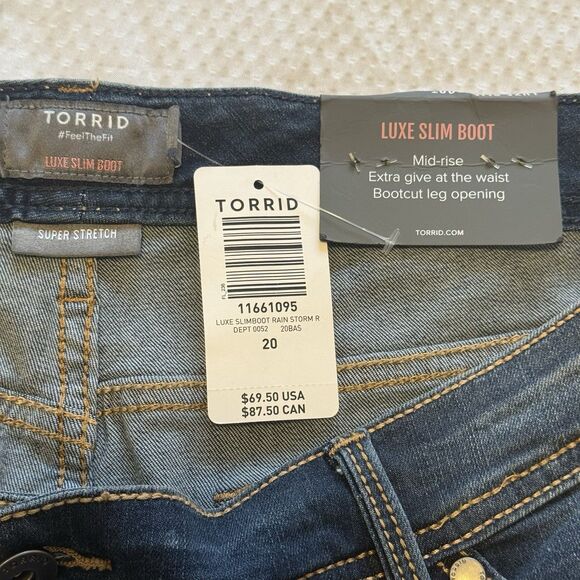 TORRID
#FeelTheFit
LUXE SLIM BOOT
SUPER STRETCH
TORRID
FL_238
11661095
LUXE SLIMBOOT RAIN STORM R
DEPT 0052 20BAS
20
$69.50 USA
$87.50 CAN
LUXE SLIM BOOT
Mid-rise
Extra give at the waist
Bootcut leg opening
TORRID.COM